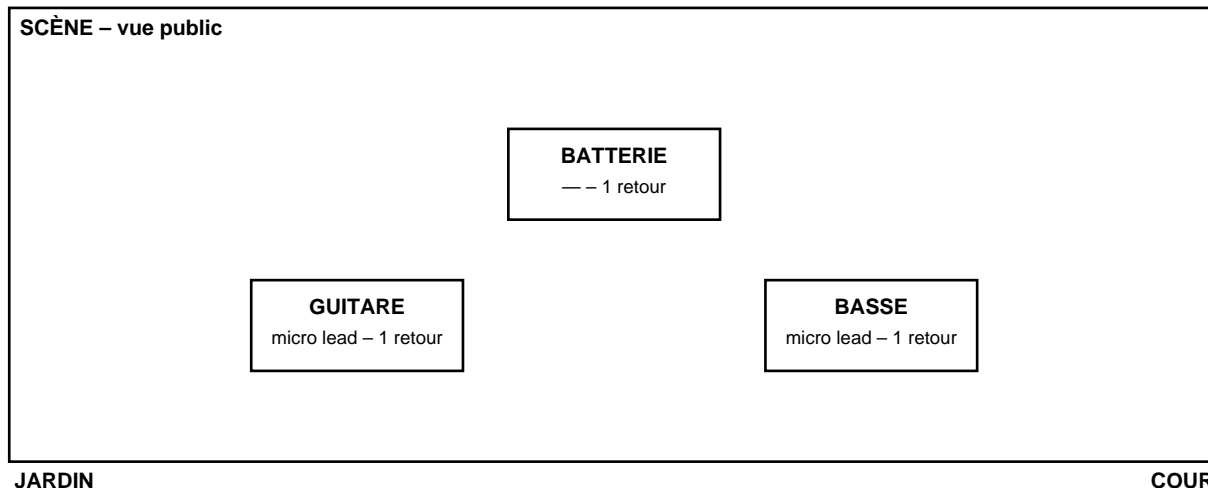 SCÈNE – vue public
BATTERIE
— – 1 retour
GUITARE
micro lead – 1 retour
BASSE
micro lead – 1 retour
JARDIN
COUR